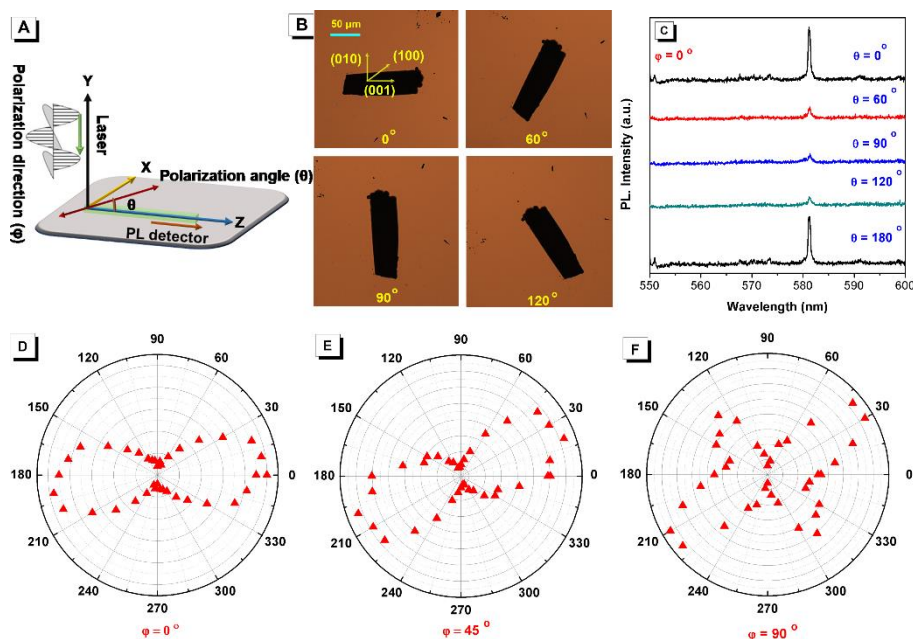 A
Y
Polarization direction (φ)
Laser
X
Polarization angle (θ)
θ
Z
PL detector
B
50 μm
(010)
(100)
(001)
0°
60°
90°
120°
C
φ = 0°
θ = 0°
θ = 60°
θ = 90°
θ = 120°
θ = 180°
PL. Intensity (a.u.)
550 560 570 580 590 600
Wavelength (nm)
D
90
120 60
150 30
180 0
210 330
240 300
270
φ = 0°
E
90
120 60
150 30
180 0
210 330
240 300
270
φ = 45°
F
90
120 60
150 30
180 0
210 330
240 300
270
φ = 90°